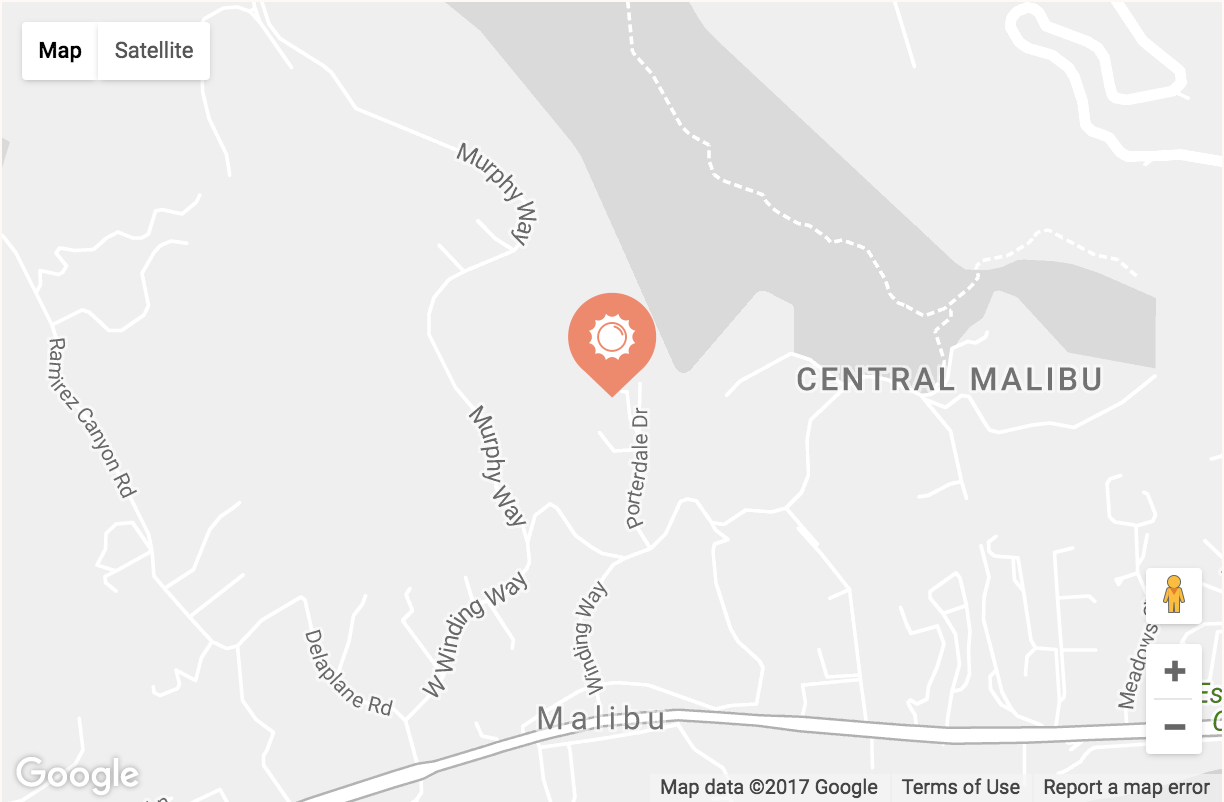 Map Satellite
Murphy Way
Ramirez Canyon Rd
CENTRAL MALIBU
Murphy Way
Porterdale Dr
W Winding Way
Winding Way
Delaplane Rd
Meadows
Es
Malibu
+
−
Google
Map data ©2017 Google Terms of Use Report a map error